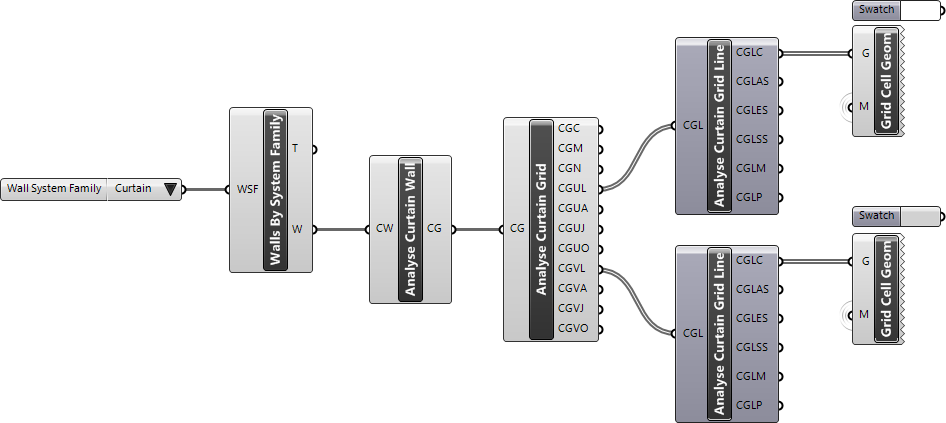 Wall System Family
Curtain
WSF
Walls By System Family
T
W
CW
Analyse Curtain Wall
CG
CG
Analyse Curtain Grid
CGC
CGM
CGN
CGUL
CGUA
CGUJ
CGUO
CGVL
CGVA
CGVJ
CGVO
CGL
Analyse Curtain Grid Line
CGLC
CGLAS
CGLES
CGLSS
CGLM
CGLP
Swatch
G
M
Grid Cell Geom
CGL
Analyse Curtain Grid Line
CGLC
CGLAS
CGLES
CGLSS
CGLM
CGLP
Swatch
G
M
Grid Cell Geom